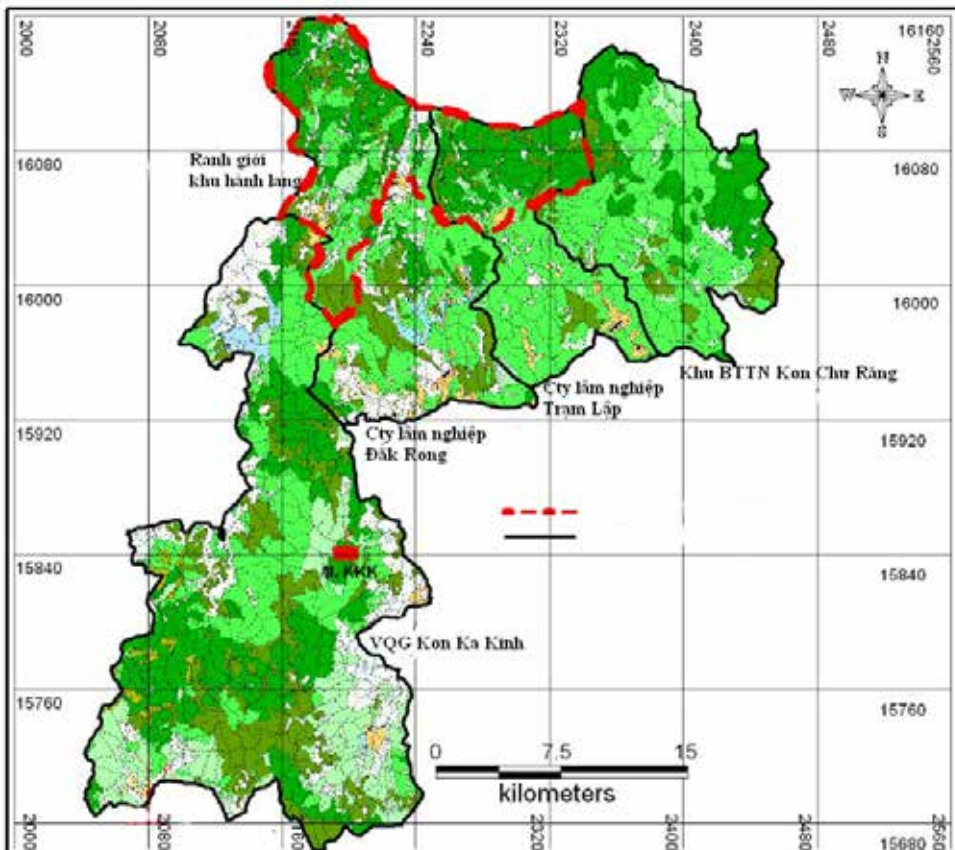 2000
2080
2240
2320
2400
2480
16160
2560
N
W
E
Ranh giới
khu hành lang
16080
16080
16000
16000
Khu BTTN Kon Chư Răng
Cty lâm nghiệp
Trạm Lập
15920
Cty lâm nghiệp
Đăk Rong
15920
15840
15840
VQG Kon Ka Kinh
15760
15760
0
7.5
15
kilometers
2000
2080
2160
2320
2400
2480
2560
15680